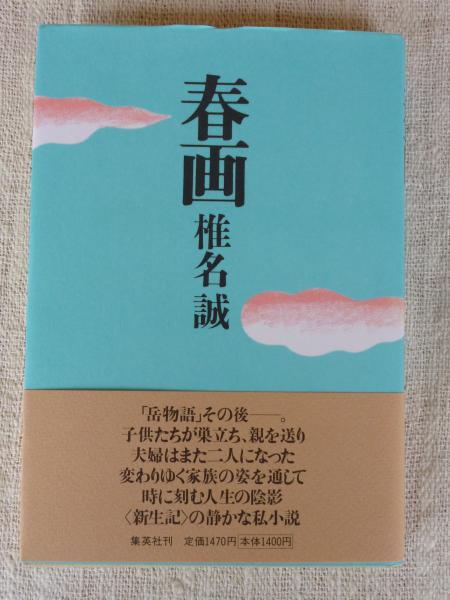 春画
椎名誠
「岳物語」その後──。
子供たちが巣立ち、親を送り
夫婦はまた二人になった
変わりゆく家族の姿を通して
時に刻む人生の陰影
〈新生記〉の静かな私小説
集英社刊 定価1470円 本体1400円